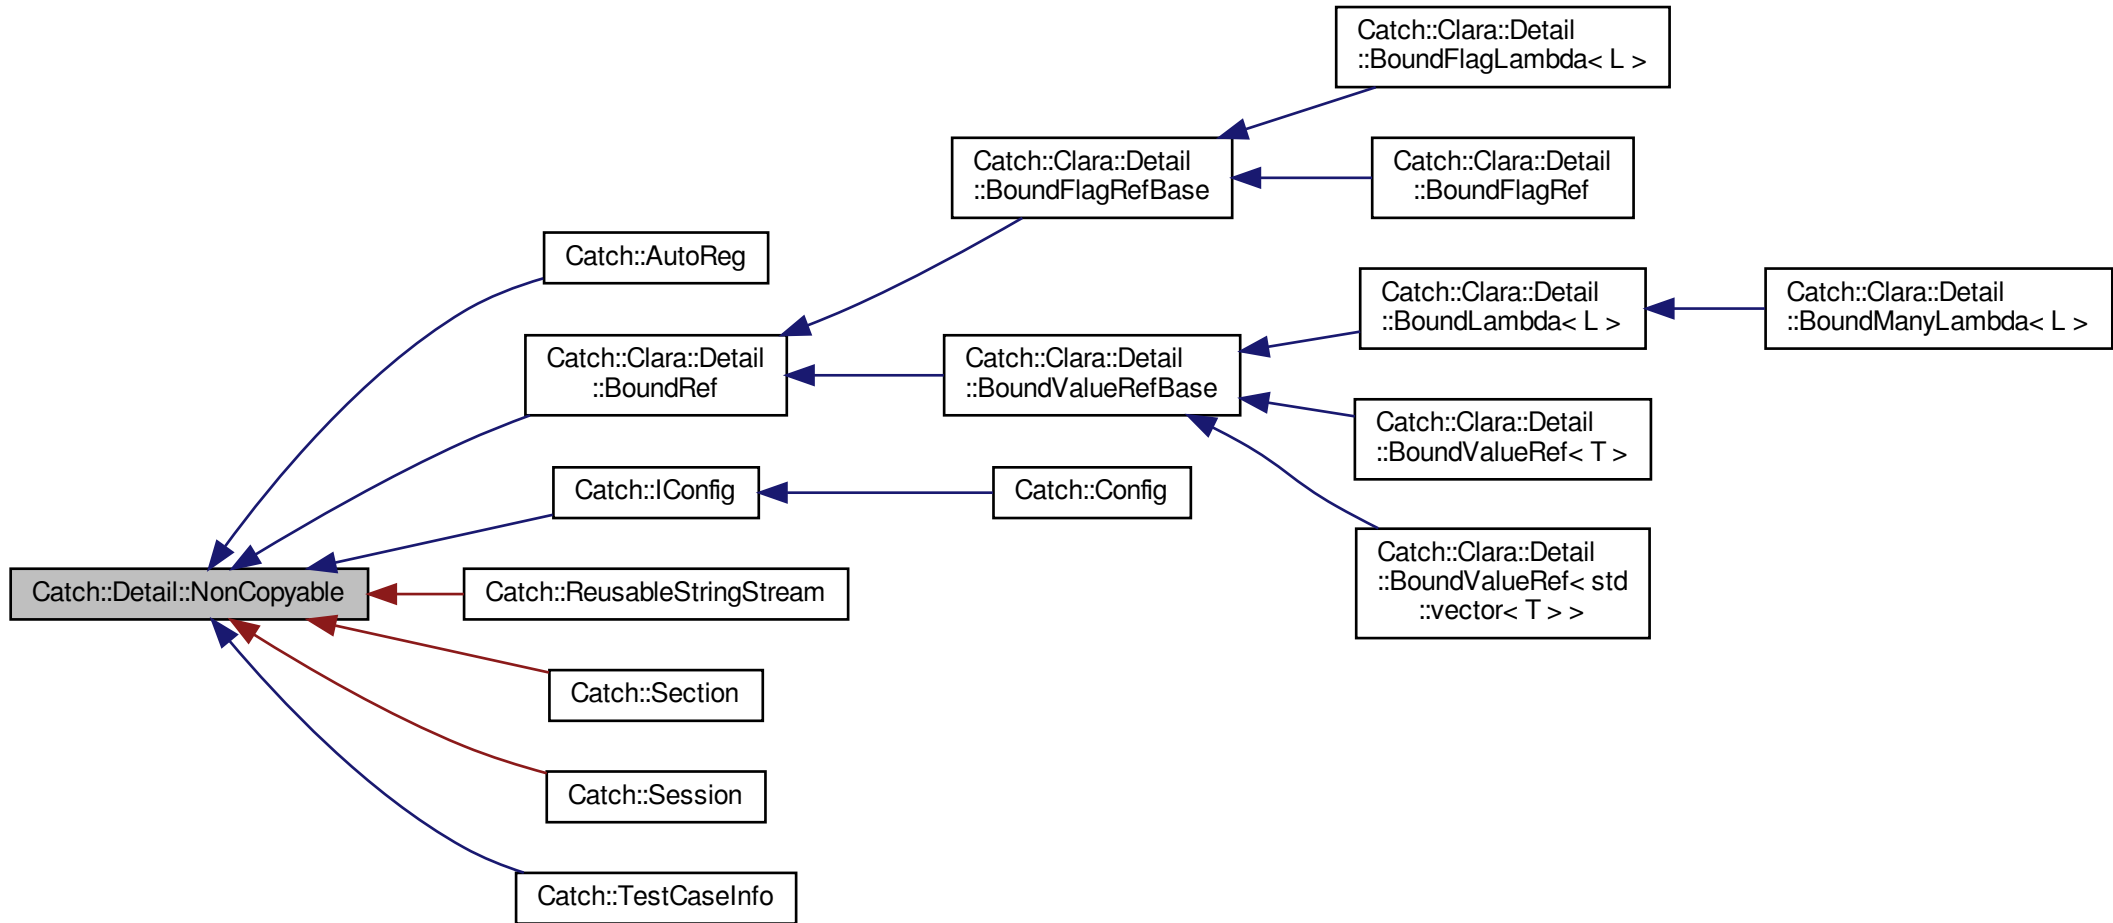 Catch::Clara::Detail
::BoundFlagLambda< L >
Catch::Clara::Detail
::BoundFlagRefBase
Catch::Clara::Detail
::BoundFlagRef
Catch::AutoReg
Catch::Clara::Detail
::BoundLambda< L >
Catch::Clara::Detail
::BoundManyLambda< L >
Catch::Clara::Detail
::BoundRef
Catch::Clara::Detail
::BoundValueRefBase
Catch::Clara::Detail
::BoundValueRef< T >
Catch::IConfig
Catch::Config
Catch::Clara::Detail
::BoundValueRef< std
::vector< T > >
Catch::Detail::NonCopyable
Catch::ReusableStringStream
Catch::Section
Catch::Session
Catch::TestCaseInfo